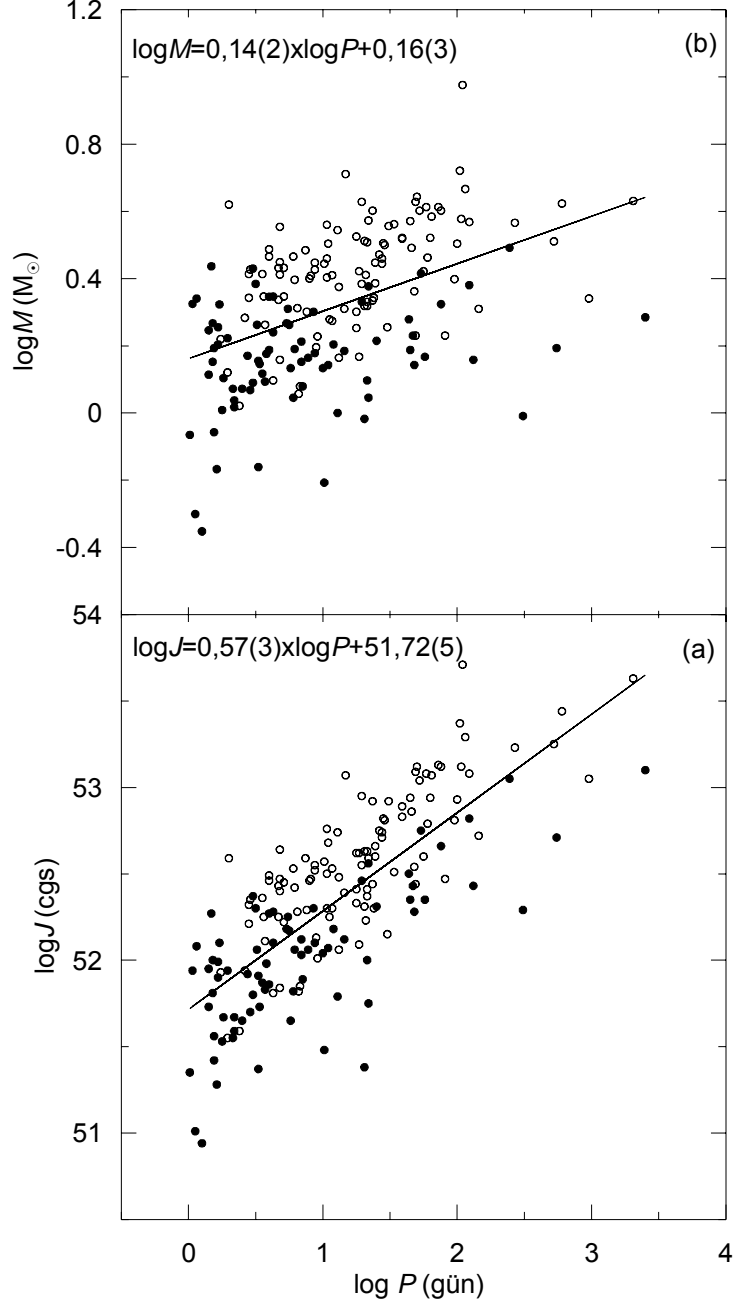 1.2
logM=0,14(2)xlogP+0,16(3)
(b)
0.8
0.4
logM (M☉)
0
-0.4
54
logJ=0,57(3)xlogP+51,72(5)
(a)
53
logJ (cgs)
52
51
0 1 2 3 4
log P (gün)